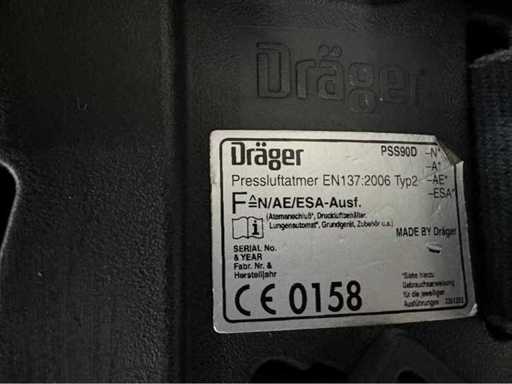 Dräger
Dräger
PSS90D
-N*
-A*
-AE*
-ESA*
Pressluftatmer EN137:2006 Typ2
F≙N/AE/ESA-Ausf.
(Atemanschluß*, Druckluftbehälter,
Lungenautomat*, Grundgerät, Zubehör u.a.)
MADE BY Dräger
SERIAL No.
& YEAR
Fabr. Nr. &
Herstelljahr
CE 0158
*Siehe hierzu
Gebrauchsanweisung
für die jeweiligen
Ausführungen